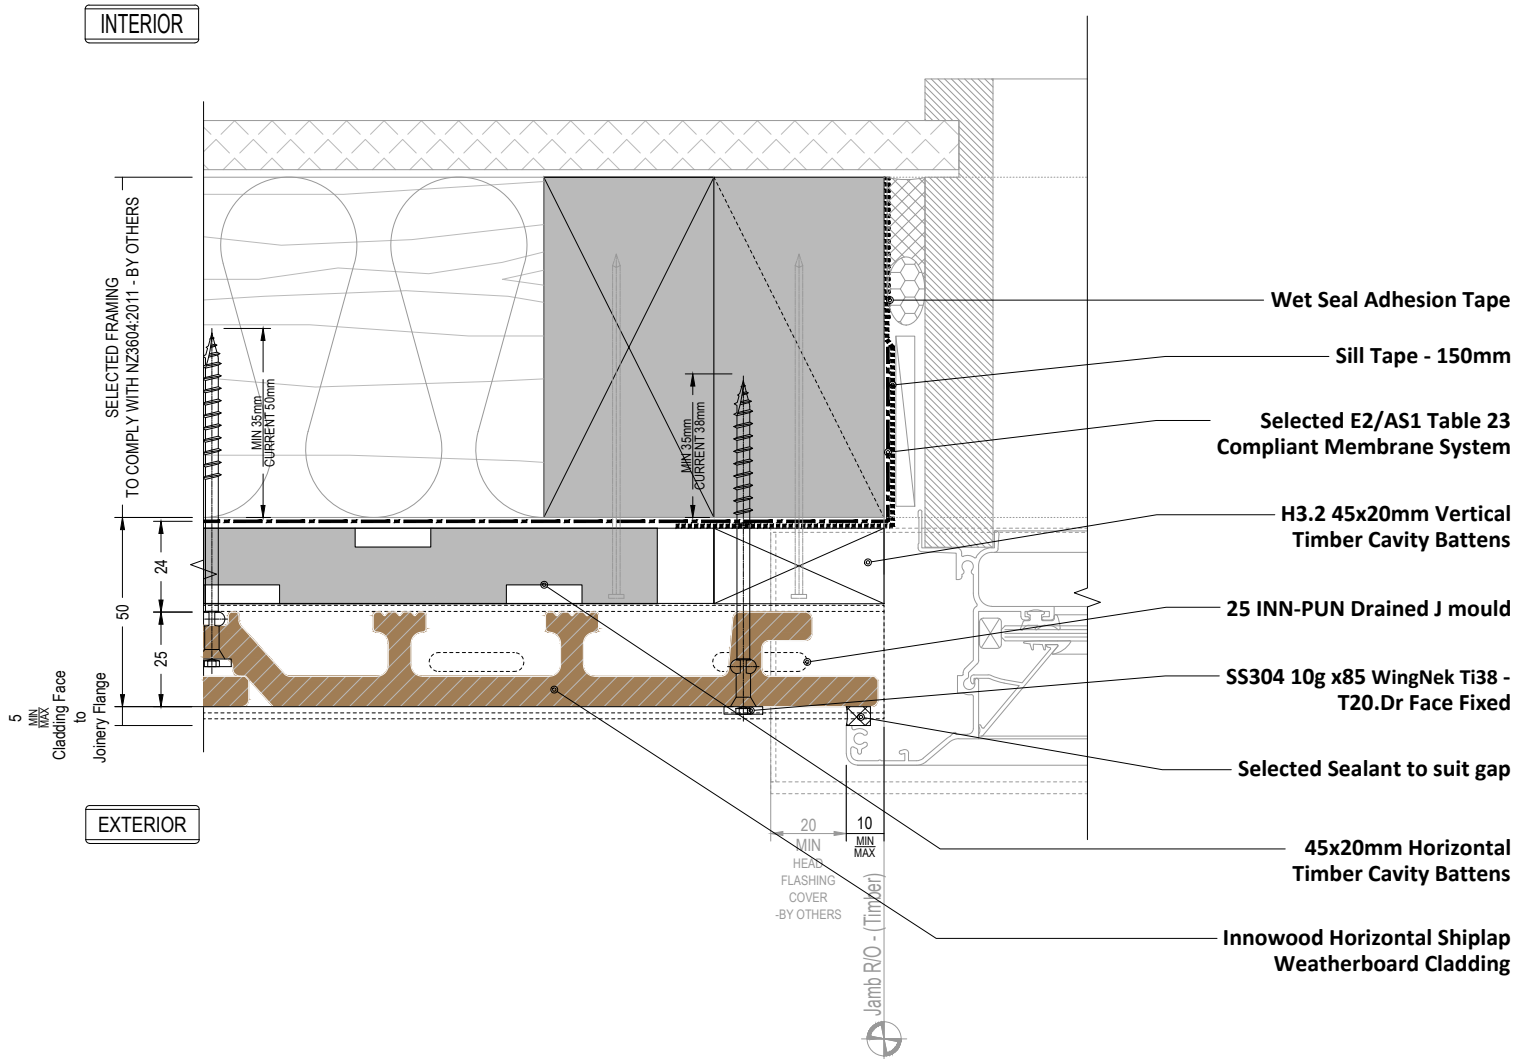 INTERIOR
SELECTED FRAMING
TO COMPLY WITH NZ3604:2011 - BY OTHERS
MIN 35mm
CURRENT 50mm
MIN 35mm
CURRENT 38mm
24
50
25
5
MIN
MAX
Cladding Face
to
Joinery Flange
EXTERIOR
20
MIN
HEAD
FLASHING
COVER
-BY OTHERS
10
MIN
MAX
Jamb R/O - (Timber)
Wet Seal Adhesion Tape
Sill Tape - 150mm
Selected E2/AS1 Table 23
Compliant Membrane System
H3.2 45x20mm Vertical
Timber Cavity Battens
25 INN-PUN Drained J mould
SS304 10g x85 WingNek Ti38 -
T20.Dr Face Fixed
Selected Sealant to suit gap
45x20mm Horizontal
Timber Cavity Battens
Innowood Horizontal Shiplap
Weatherboard Cladding